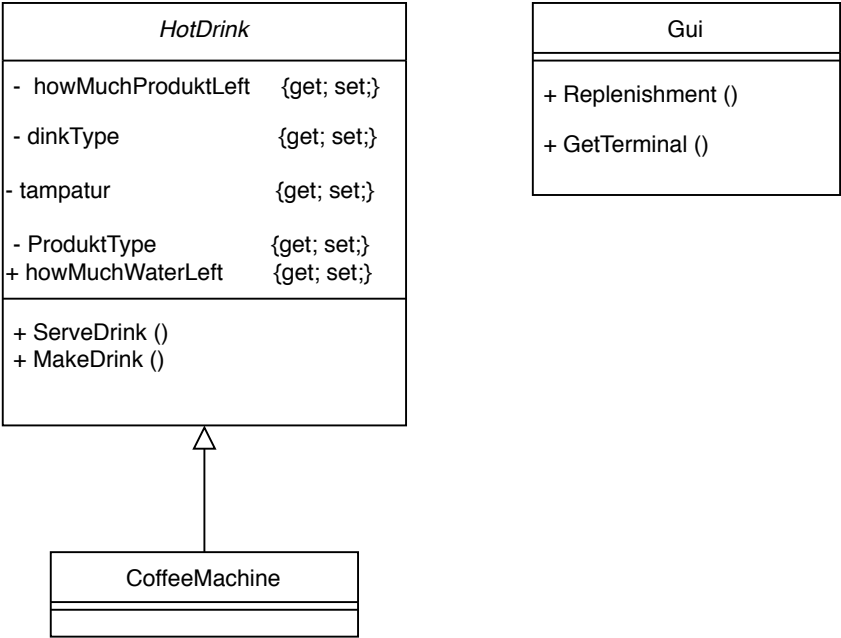 HotDrink
- howMuchProduktLeft {get; set;}
- dinkType {get; set;}
- tampatur {get; set;}
- ProduktType {get; set;}
+ howMuchWaterLeft {get; set;}
+ ServeDrink ()
+ MakeDrink ()
Gui
+ Replenishment ()
+ GetTerminal ()
CoffeeMachine